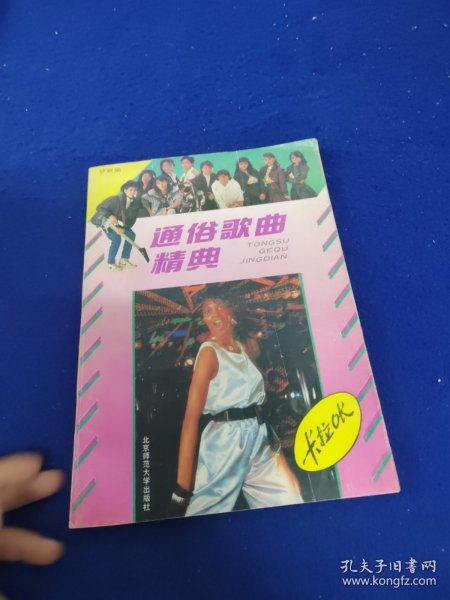 通俗歌曲
精典
TONGSU
GEQU
JINGDIAN
卡拉OK
北京师范大学出版社
孔夫子旧书网
www.kongfz.com